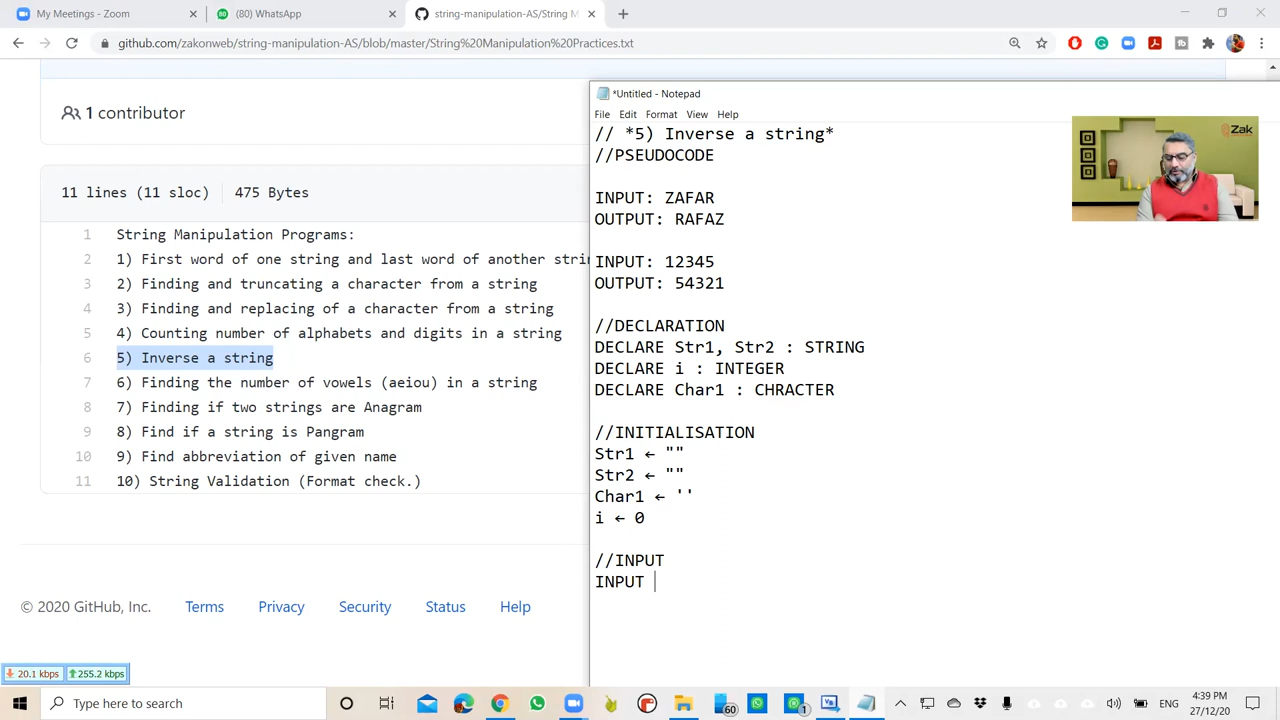 My Meetings - Zoom
(80) WhatsApp
string-manipulation-AS/String M
github.com/zakonweb/string-manipulation-AS/blob/master/String%20Manipulation%20Practices.txt
1 contributor
11 lines (11 sloc) 475 Bytes
1 String Manipulation Programs:
2 1) First word of one string and last word of another strin
3 2) Finding and truncating a character from a string
4 3) Finding and replacing of a character from a string
5 4) Counting number of alphabets and digits in a string
6 5) Inverse a string
7 6) Finding the number of vowels (aeiou) in a string
8 7) Finding if two strings are Anagram
9 8) Find if a string is Pangram
10 9) Find abbreviation of given name
11 10) String Validation (Format check.)
© 2020 GitHub, Inc. Terms Privacy Security Status Help
*Untitled - Notepad
File Edit Format View Help
// *5) Inverse a string*
//PSEUDOCODE
INPUT: ZAFAR
OUTPUT: RAFAZ
INPUT: 12345
OUTPUT: 54321
//DECLARATION
DECLARE Str1, Str2 : STRING
DECLARE i : INTEGER
DECLARE Char1 : CHRACTER
//INITIALISATION
Str1 ← ""
Str2 ← ""
Char1 ← ''
i ← 0
//INPUT
INPUT
Zak
20.1 kbps 255.2 kbps
Type here to search
60
1
ENG
4:39 PM
27/12/20